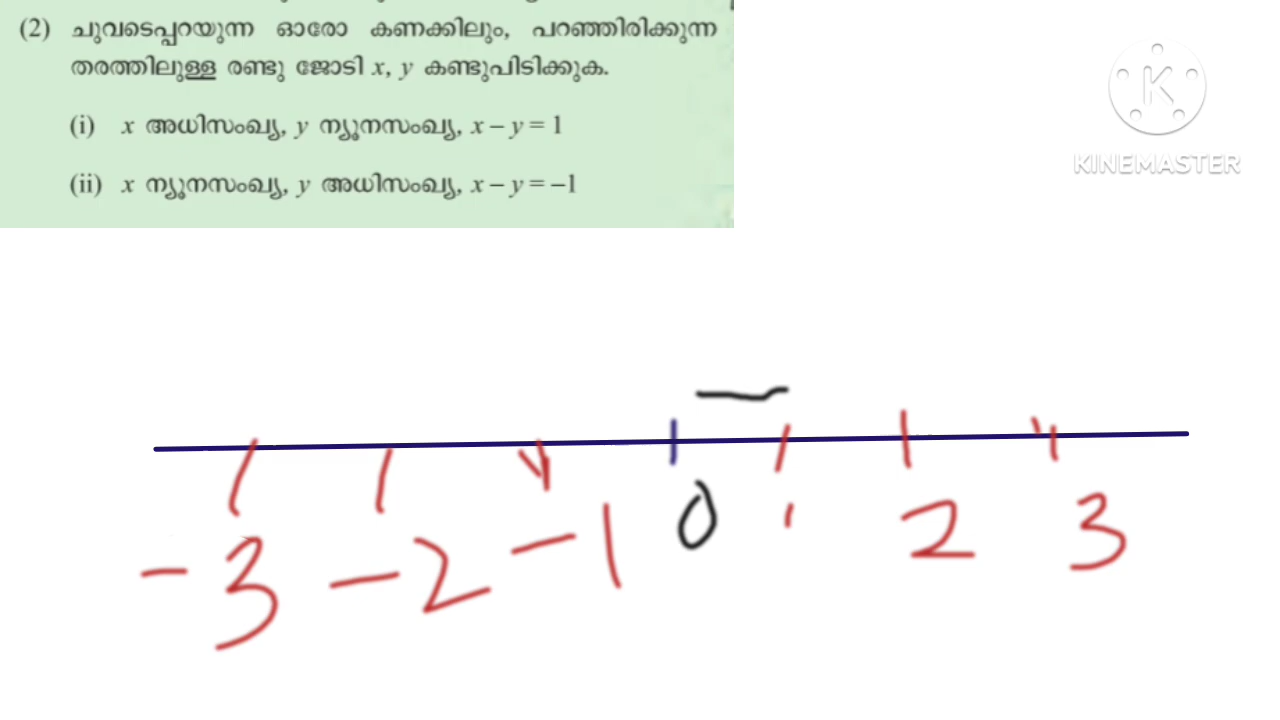 (2) ചുവടെപ്പറയുന്ന ഓരോ കണക്കിലും, പറഞ്ഞിരിക്കുന്ന
തരത്തിലുള്ള രണ്ടു ജോടി x, y കണ്ടുപിടിക്കുക.
(i) x അധിസംഖ്യ, y ന്യൂനസംഖ്യ, x – y = 1
(ii) x ന്യൂനസംഖ്യ, y അധിസംഖ്യ, x – y = –1
K
KINEMASTER
-3 -2 -1 0 1 2 3